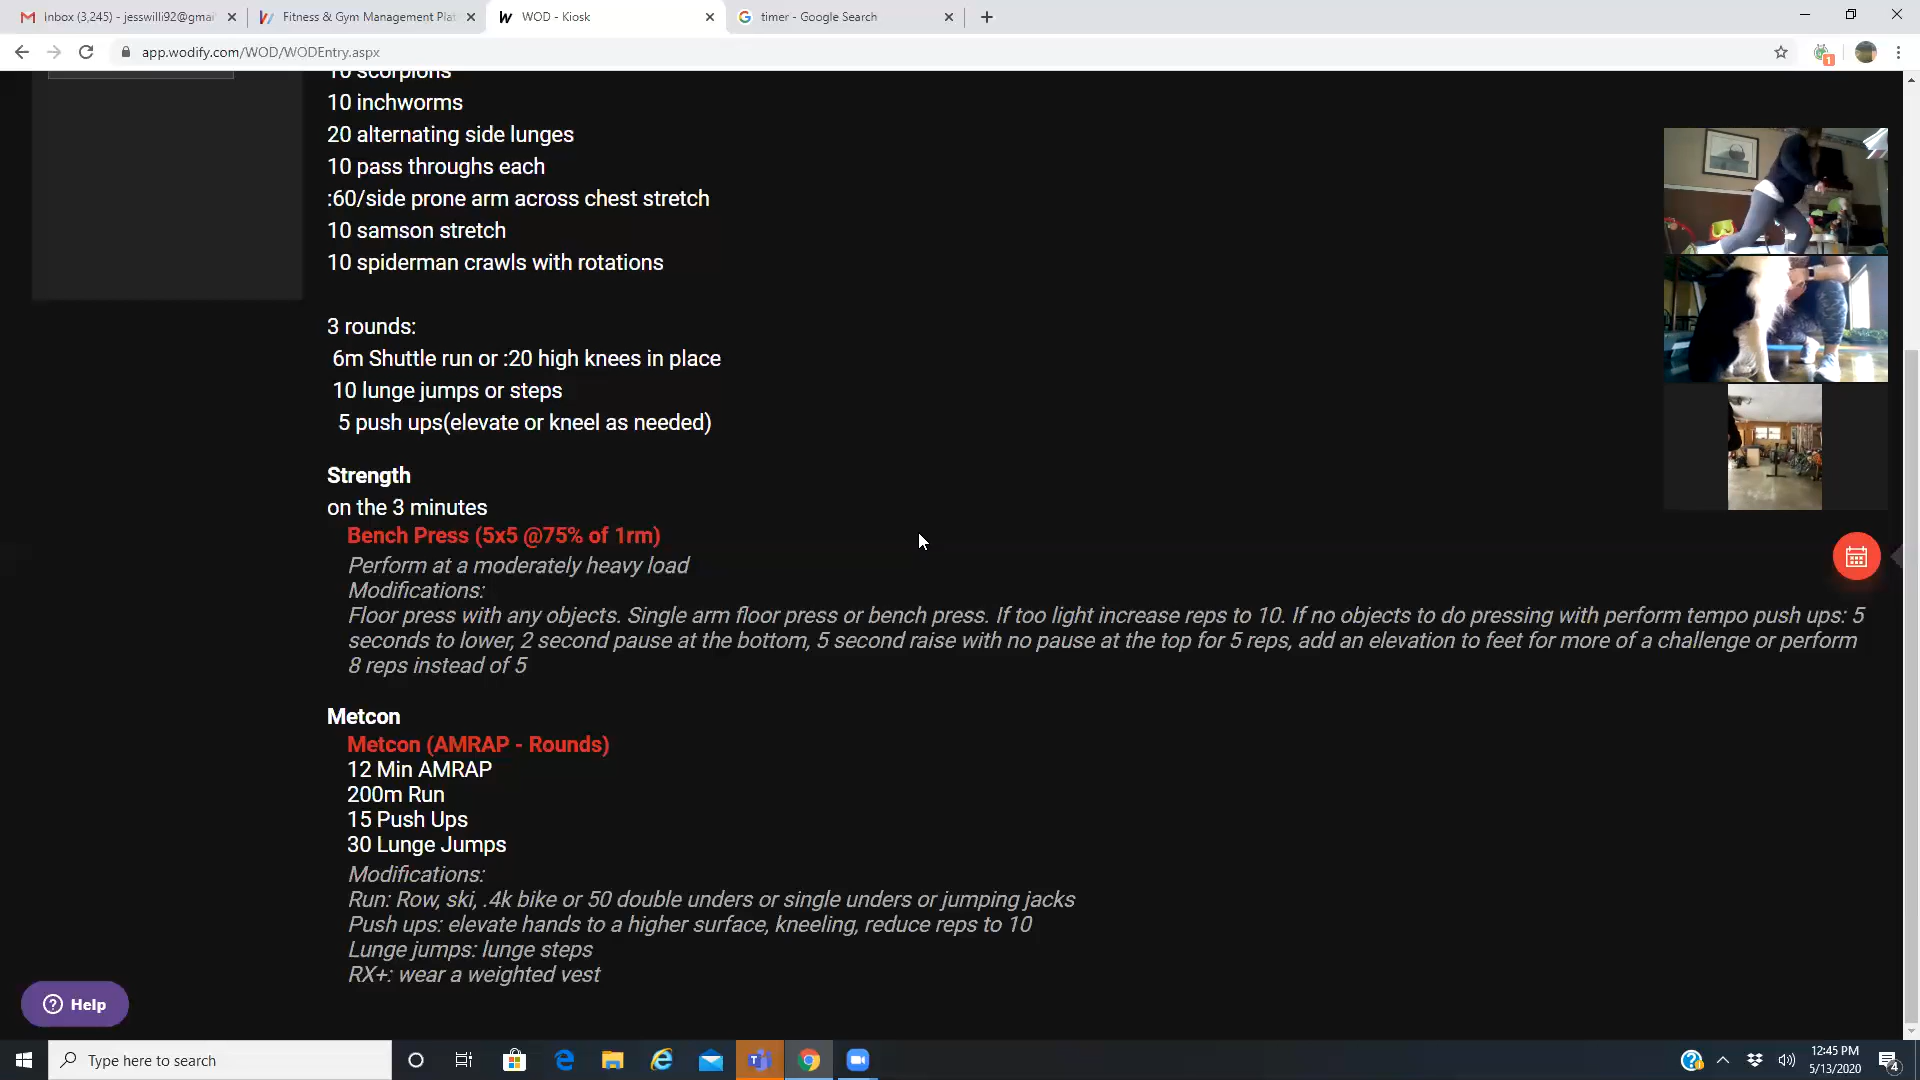 Inbox (3,245) - jesswilli92@gmai
Fitness & Gym Management Plat
WOD - Kiosk
timer - Google Search
app.wodify.com/WOD/WODEntry.aspx
1
10 scorpions
10 inchworms
20 alternating side lunges
10 pass throughs each
:60/side prone arm across chest stretch
10 samson stretch
10 spiderman crawls with rotations
3 rounds:
6m Shuttle run or :20 high knees in place
10 lunge jumps or steps
5 push ups(elevate or kneel as needed)
Strength
on the 3 minutes
Bench Press (5x5 @75% of 1rm)
Perform at a moderately heavy load
Modifications:
Floor press with any objects. Single arm floor press or bench press. If too light increase reps to 10. If no objects to do pressing with perform tempo push ups: 5
seconds to lower, 2 second pause at the bottom, 5 second raise with no pause at the top for 5 reps, add an elevation to feet for more of a challenge or perform
8 reps instead of 5
Metcon
Metcon (AMRAP - Rounds)
12 Min AMRAP
200m Run
15 Push Ups
30 Lunge Jumps
Modifications:
Run: Row, ski, .4k bike or 50 double unders or single unders or jumping jacks
Push ups: elevate hands to a higher surface, kneeling, reduce reps to 10
Lunge jumps: lunge steps
RX+: wear a weighted vest
Help
Type here to search
12:45 PM
5/13/2020
4